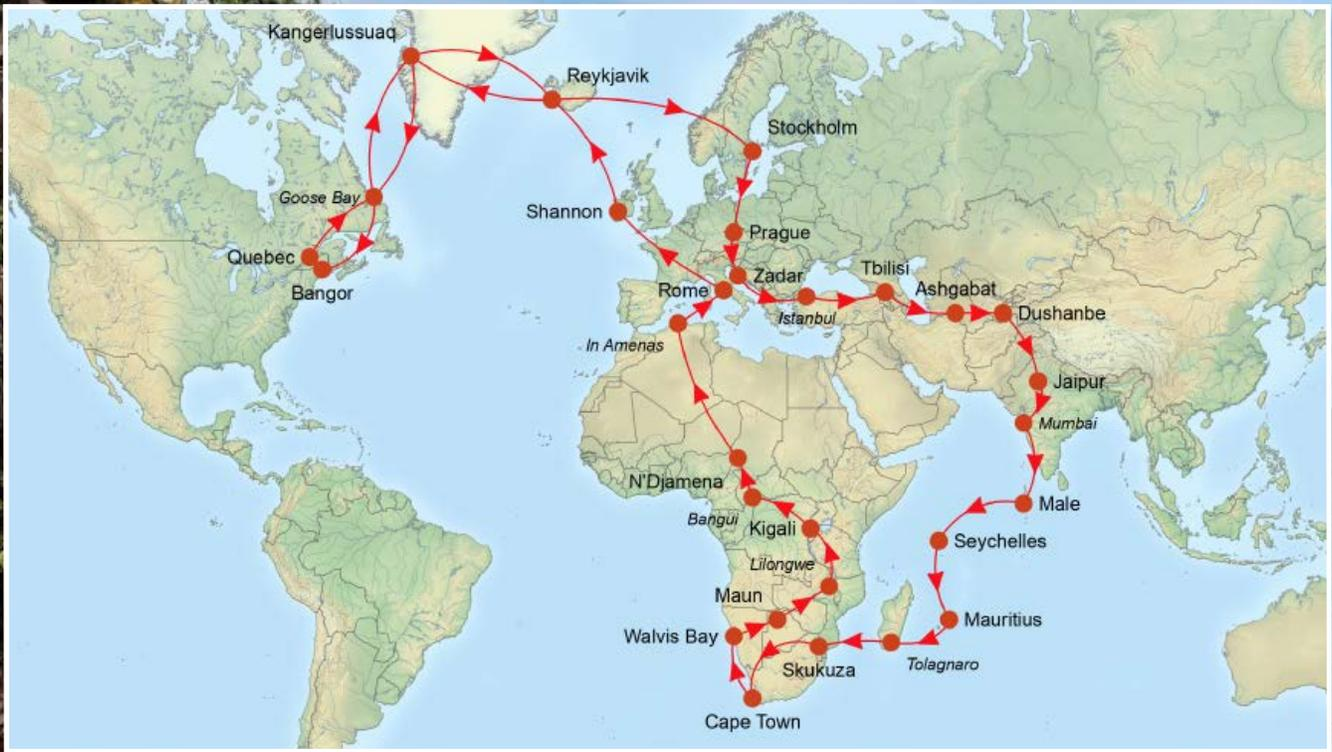 Kangerlussuaq
Reykjavik
Stockholm
Goose Bay
Shannon
Prague
Quebec
Zadar
Tbilisi
Bangor
Rome
Ashgabat
Istanbul
Dushanbe
In Amenas
Jaipur
Mumbai
N'Djamena
Male
Bangui
Kigali
Seychelles
Lilongwe
Maun
Mauritius
Walvis Bay
Tolagnaro
Skukuza
Cape Town